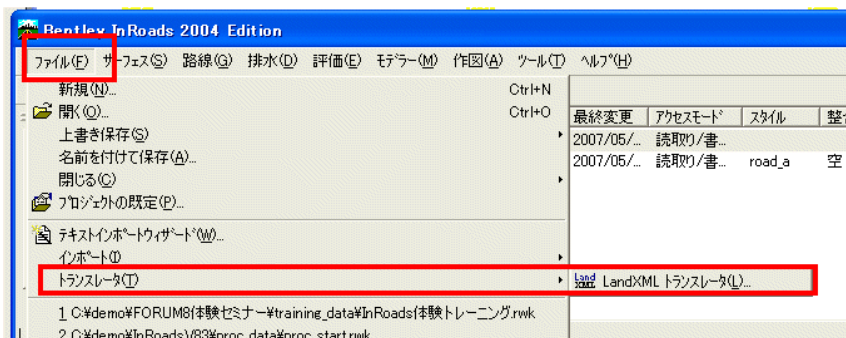 Bentley InRoads 2004 Edition
ファイル(F) サーフェス(S) 路線(G) 排水(D) 評価(E) モデラー(M) 作図(A) ツール(T) ヘルプ(H)
新規(N)... Ctrl+N
開く(O)... Ctrl+O
上書き保存(S)
名前を付けて保存(A)...
閉じる(C)
プロジェクトの既定(P)...
テキストインポートウィザード(W)...
インポート(I)
トランスレータ(T)
Land XML LandXML トランスレータ(L)...
1 C:¥demo¥FORUM8体験セミナー¥training_data¥InRoads体験トレーニング.rwk
2 C:¥demo¥InRoads V83¥proc_data¥proc_start.rwk
最終変更 アクセスモード スタイル
2007/05/... 読取り/書...
2007/05/... 読取り/書... road_a 空